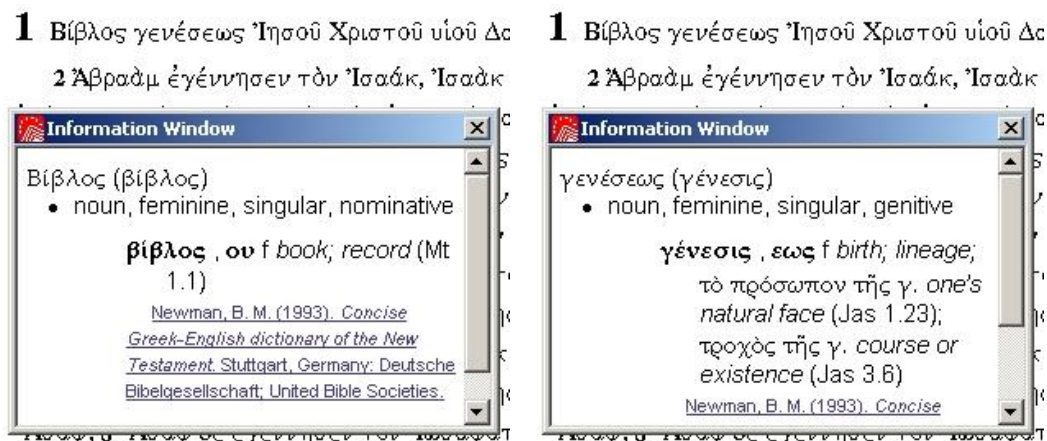 1 Βίβλος γενέσεως Ἰησοῦ Χριστοῦ υἱοῦ
2 Ἀβραὰμ ἐγέννησεν τὸν Ἰσαάκ, Ἰσαὰκ
Information Window
Βίβλος (βίβλος)
• noun, feminine, singular, nominative
βίβλος , ου f book; record (Mt
1.1)
Newman, B. M. (1993). Concise
Greek-English dictionary of the New
Testament. Stuttgart, Germany: Deutsche
Bibelgesellschaft; United Bible Societies.
1 Βίβλος γενέσεως Ἰησοῦ Χριστοῦ υἱοῦ
2 Ἀβραὰμ ἐγέννησεν τὸν Ἰσαάκ, Ἰσαὰκ
Information Window
γενέσεως (γένεσις)
• noun, feminine, singular, genitive
γένεσις , εως f birth; lineage;
τὸ πρόσωπον τῆς γ. one's
natural face (Jas 1.23);
τροχὸς τῆς γ. course or
existence (Jas 3.6)
Newman, B. M. (1993). Concise